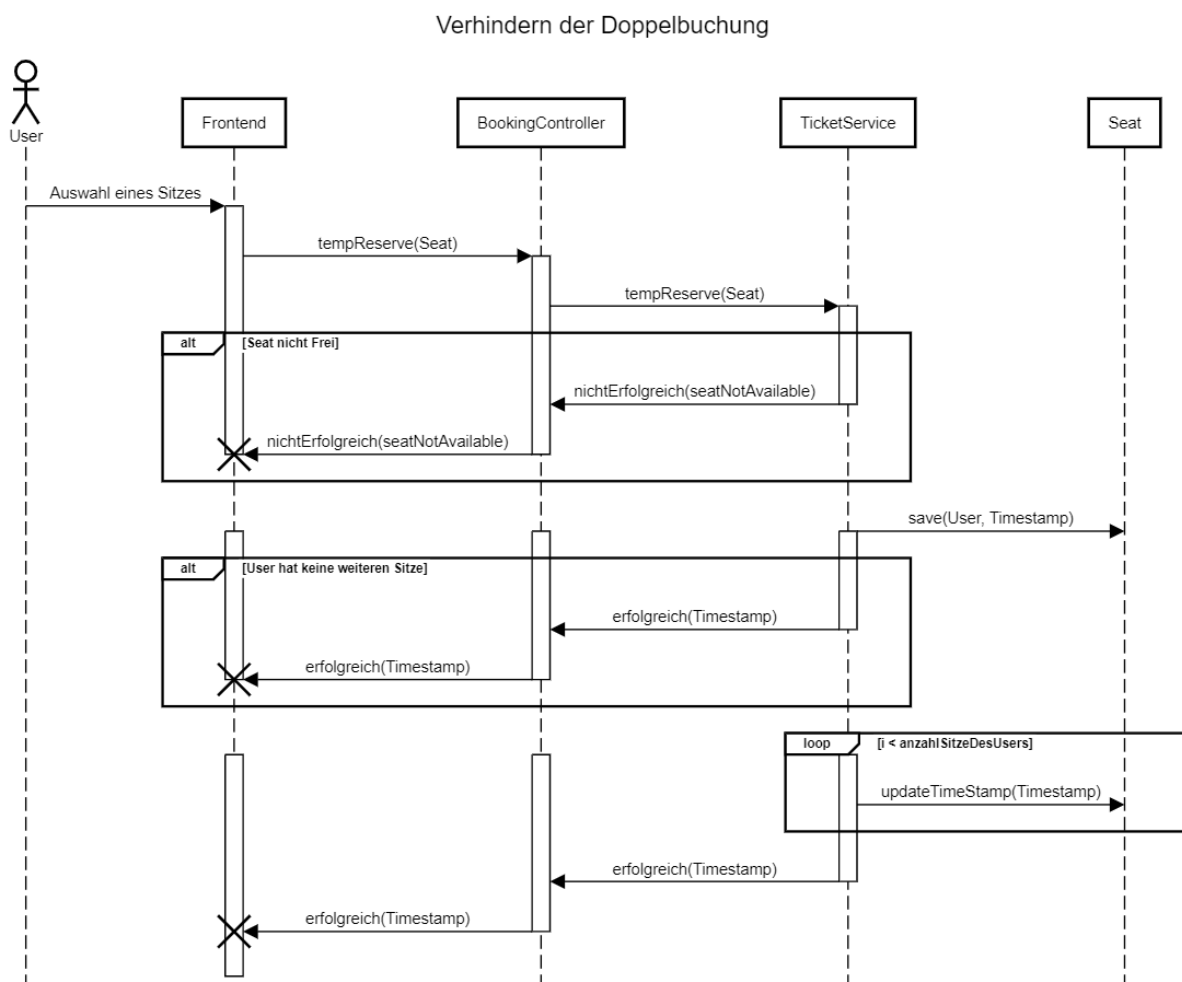 Verhindern der Doppelbuchung
User
Frontend
BookingController
TicketService
Seat
Auswahl eines Sitzes
tempReserve(Seat)
tempReserve(Seat)
alt
[Seat nicht Frei]
nichtErfolgreich(seatNotAvailable)
nichtErfolgreich(seatNotAvailable)
save(User, Timestamp)
alt
[User hat keine weiteren Sitze]
erfolgreich(Timestamp)
erfolgreich(Timestamp)
loop
[i < anzahlSitzeDesUsers]
updateTimeStamp(Timestamp)
erfolgreich(Timestamp)
erfolgreich(Timestamp)